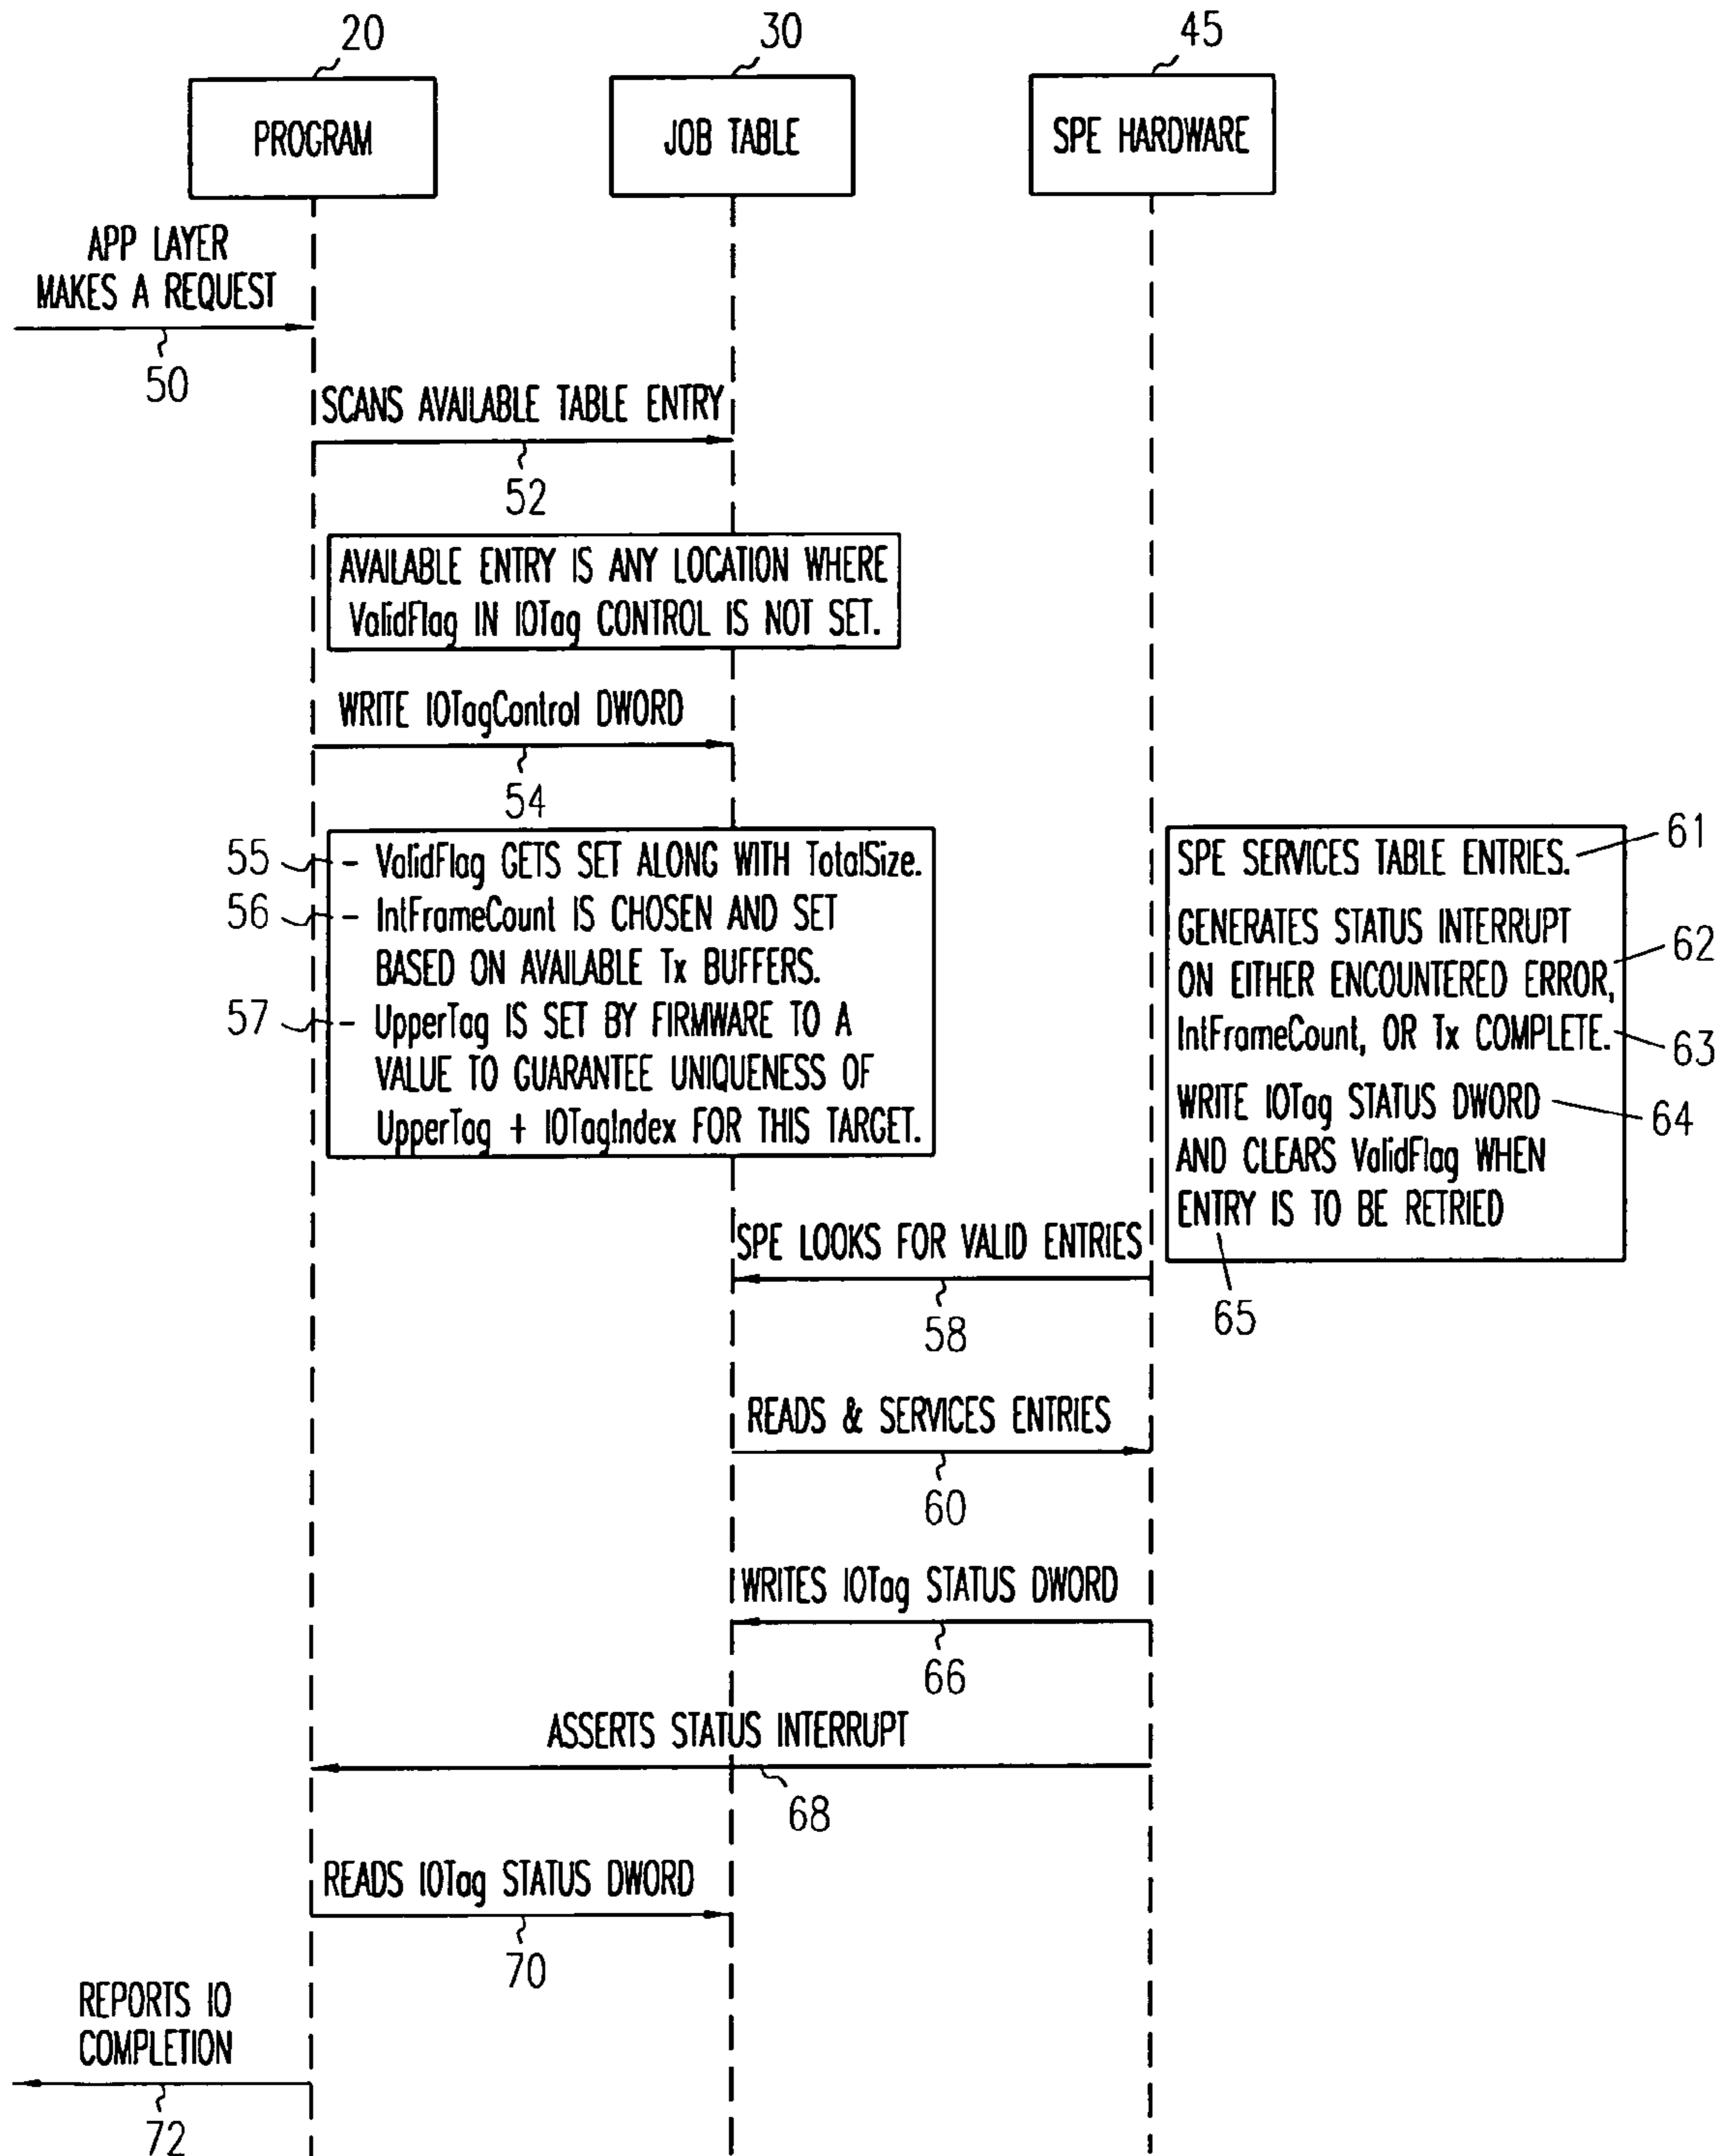 20
30
45
PROGRAM
JOB TABLE
SPE HARDWARE
APP LAYER
MAKES A REQUEST
50
SCANS AVAILABLE TABLE ENTRY
52
AVAILABLE ENTRY IS ANY LOCATION WHERE
ValidFlag IN IOTag CONTROL IS NOT SET.
WRITE IOTagControl DWORD
54
55 - ValidFlag GETS SET ALONG WITH TotalSize.
56 - IntFrameCount IS CHOSEN AND SET
BASED ON AVAILABLE Tx BUFFERS.
57 - UpperTag IS SET BY FIRMWARE TO A
VALUE TO GUARANTEE UNIQUENESS OF
UpperTag + IOTagIndex FOR THIS TARGET.
SPE SERVICES TABLE ENTRIES. 61
GENERATES STATUS INTERRUPT
ON EITHER ENCOUNTERED ERROR, 62
IntFrameCount, OR Tx COMPLETE. 63
WRITE IOTag STATUS DWORD 64
AND CLEARS ValidFlag WHEN
ENTRY IS TO BE RETRIED
65
SPE LOOKS FOR VALID ENTRIES
58
READS & SERVICES ENTRIES
60
WRITES IOTag STATUS DWORD
66
ASSERTS STATUS INTERRUPT
68
READS IOTag STATUS DWORD
70
REPORTS IO
COMPLETION
72